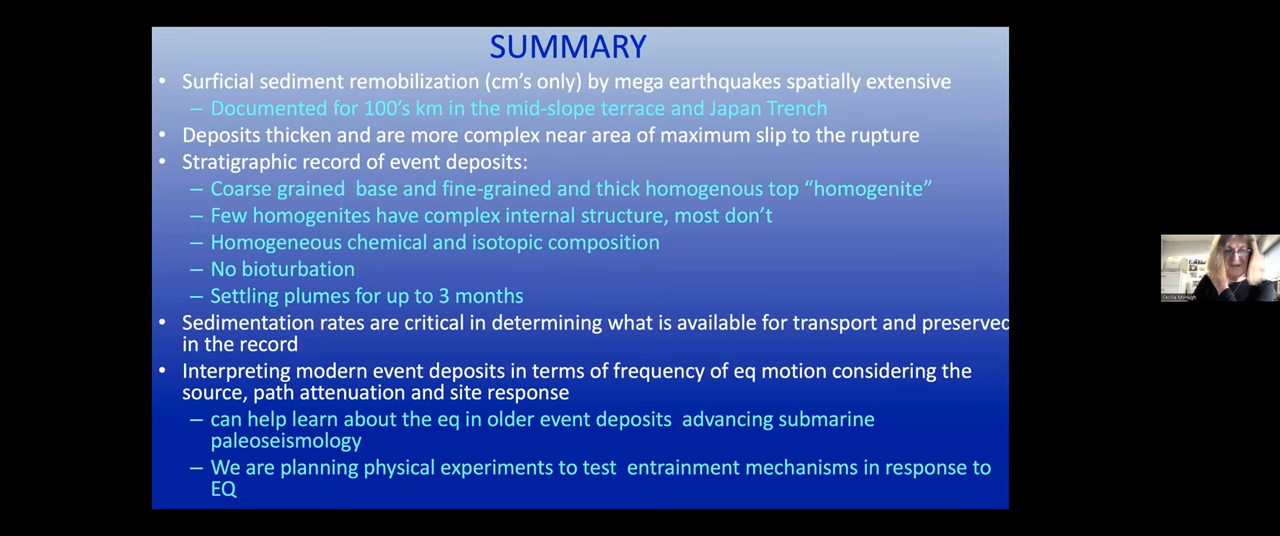 SUMMARY
• Surficial sediment remobilization (cm's only) by mega earthquakes spatially extensive
– Documented for 100's km in the mid-slope terrace and Japan Trench
• Deposits thicken and are more complex near area of maximum slip to the rupture
• Stratigraphic record of event deposits:
– Coarse grained base and fine-grained and thick homogenous top "homogenite"
– Few homogenites have complex internal structure, most don't
– Homogeneous chemical and isotopic composition
– No bioturbation
– Settling plumes for up to 3 months
• Sedimentation rates are critical in determining what is available for transport and preserved
in the record
• Interpreting modern event deposits in terms of frequency of eq motion considering the
source, path attenuation and site response
– can help learn about the eq in older event deposits advancing submarine
paleoseismology
– We are planning physical experiments to test entrainment mechanisms in response to
EQ
Cecilia McHugh